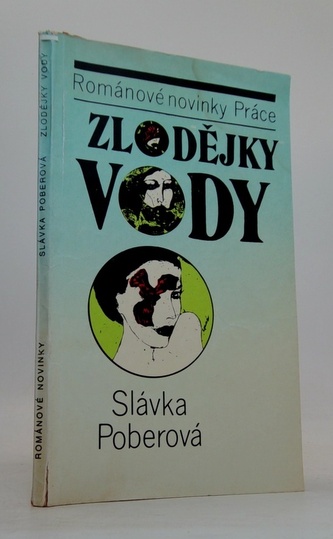 Románové novinky Práce
ZLODĚJKY
VODY
Slávka
Poberová
ROMÁNOVÉ NOVINKY SLÁVKA POBEROVÁ ZLODĚJKY VODY